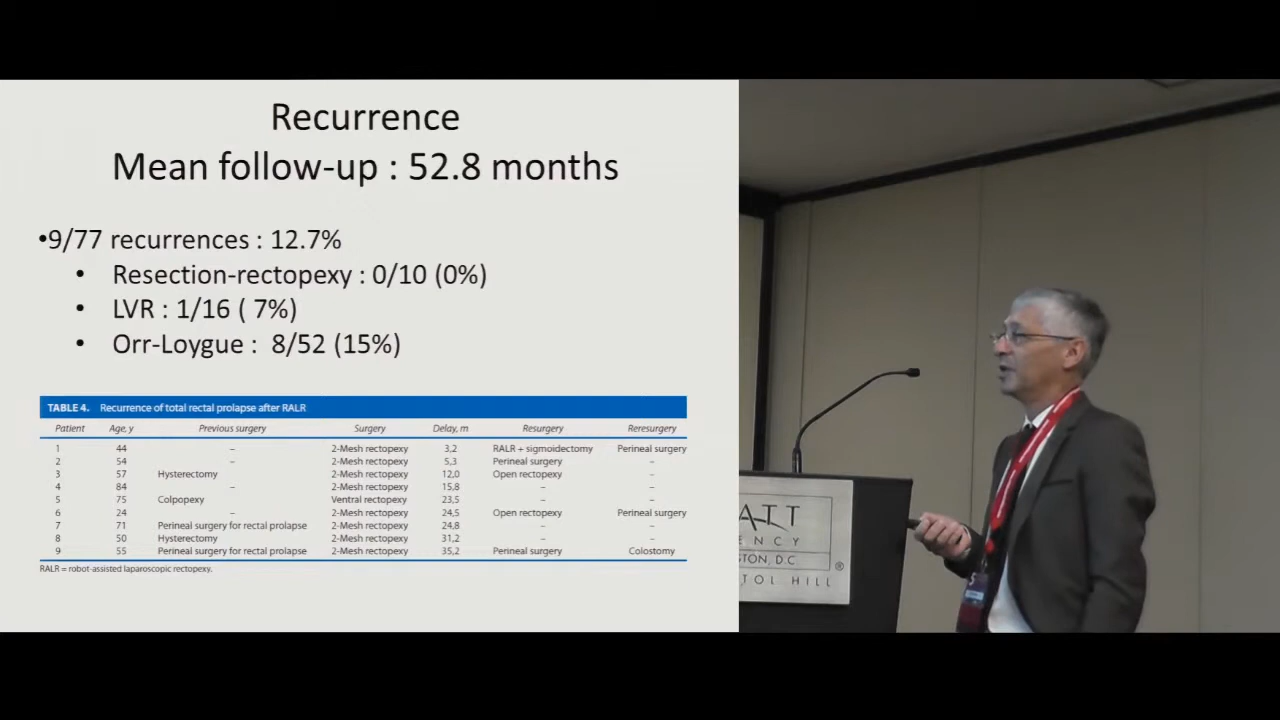 Recurrence
Mean follow-up : 52.8 months
•9/77 recurrences : 12.7%
• Resection-rectopexy : 0/10 (0%)
• LVR : 1/16 ( 7%)
• Orr-Loygue : 8/52 (15%)
TABLE 4. Recurrence of total rectal prolapse after RALR
Patient Age, y Previous surgery Surgery Delay, m Resurgery Reresurgery
1 44 – 2-Mesh rectopexy 3,2 RALR + sigmoidectomy Perineal surgery
2 54 – 2-Mesh rectopexy 5,3 Perineal surgery –
3 57 Hysterectomy 2-Mesh rectopexy 12,0 Open rectopexy –
4 84 – 2-Mesh rectopexy 15,8 – –
5 75 Colpopexy Ventral rectopexy 23,5 – –
6 24 – 2-Mesh rectopexy 24,5 Open rectopexy Perineal surgery
7 71 Perineal surgery for rectal prolapse 2-Mesh rectopexy 24,8 – –
8 50 Hysterectomy 2-Mesh rectopexy 31,2 – –
9 55 Perineal surgery for rectal prolapse 2-Mesh rectopexy 35,2 Perineal surgery Colostomy
RALR = robot-assisted laparoscopic rectopexy.
ATT
ENCY
TON, D.C
®
TOL HILL